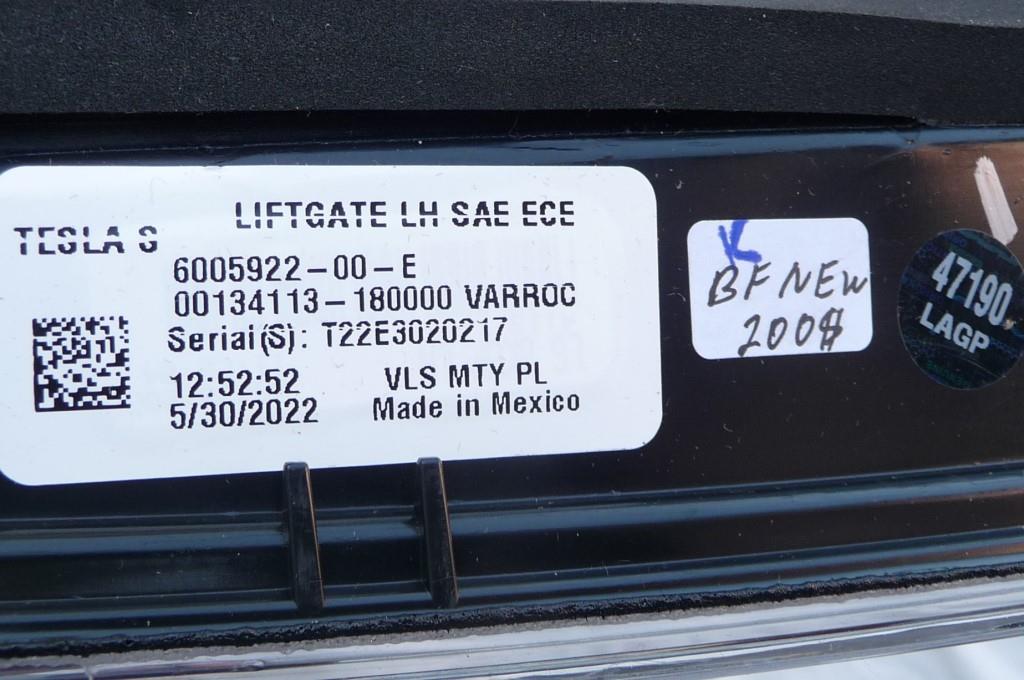 LIFTGATE LH SAE ECE
TESLA S
6005922-00-E
00134113-180000 VARROC
Serial(S): T22E3020217
12:52:52 VLS MTY PL
5/30/2022 Made in Mexico
K
BF NEW
200$
47190
LAGP